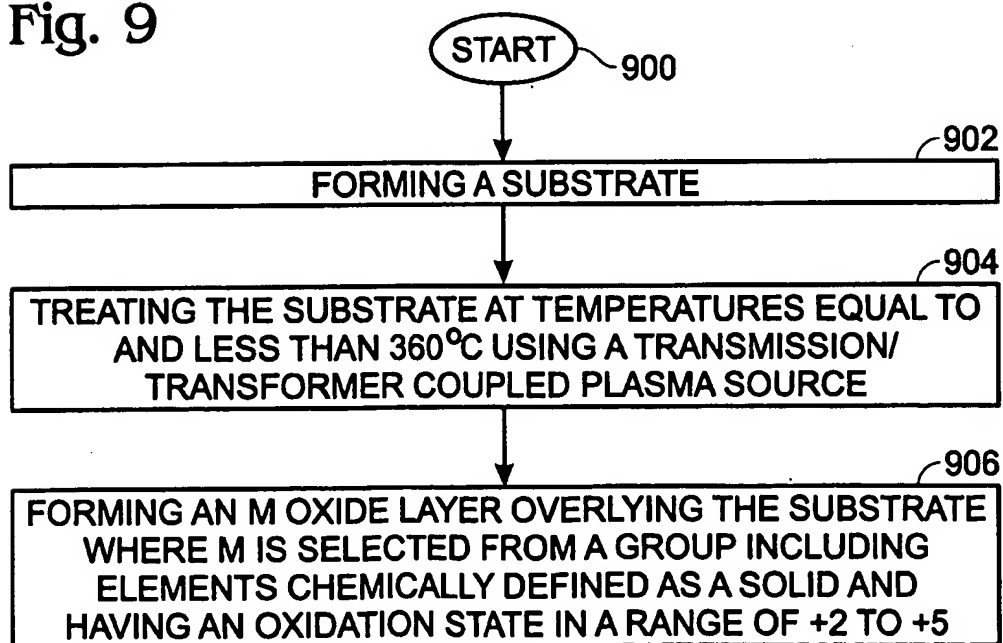 Fig. 9
START
900
902
FORMING A SUBSTRATE
904
TREATING THE SUBSTRATE AT TEMPERATURES EQUAL TO
AND LESS THAN 360°C USING A TRANSMISSION/
TRANSFORMER COUPLED PLASMA SOURCE
906
FORMING AN M OXIDE LAYER OVERLYING THE SUBSTRATE
WHERE M IS SELECTED FROM A GROUP INCLUDING
ELEMENTS CHEMICALLY DEFINED AS A SOLID AND
HAVING AN OXIDATION STATE IN A RANGE OF +2 TO +5